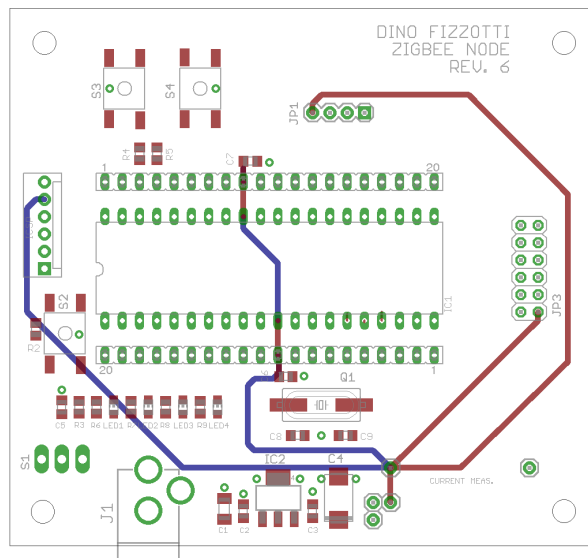 DINO FIZZOTTI
ZIGBEE NODE
REV. 6
S3
S4
JP1
R4
R5
C7
1
20
S2
R2
IC1
JP3
20
1
Q1
C5
R3
R6
LED1
R8
LED3
R9
LED4
C8
C9
S1
IC2
C4
J1
C1
C2
C3
CURRENT MEAS.